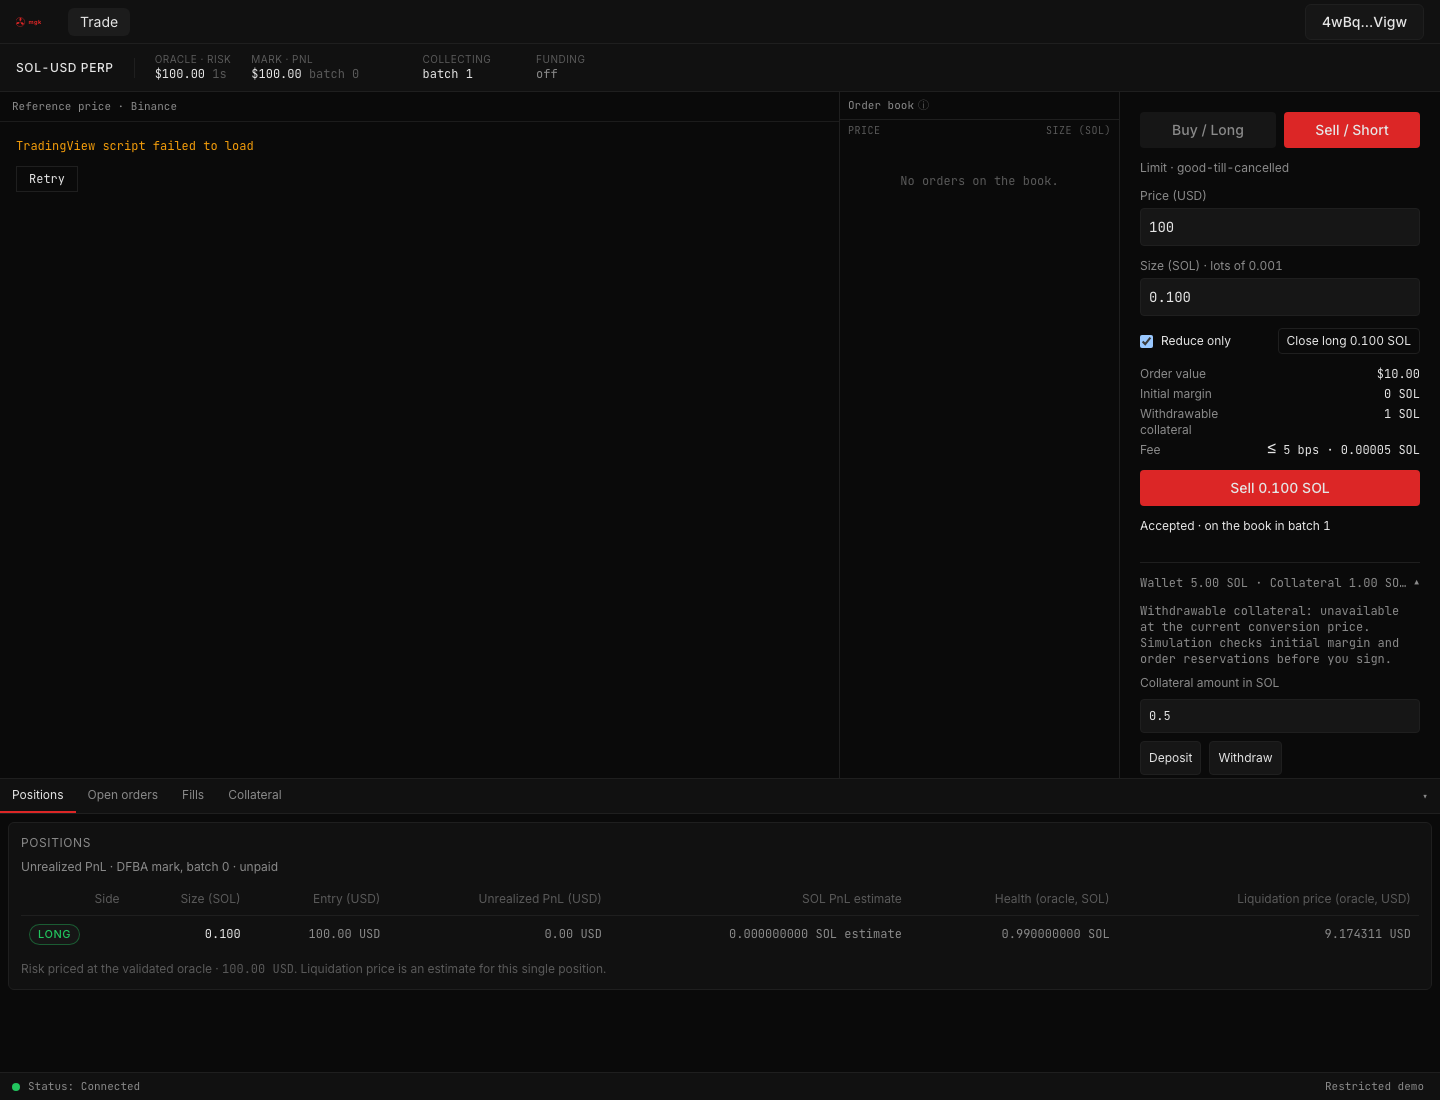 Trade
4wBq...Vigw
SOL-USD PERP
ORACLE · RISK
$100.00 1s
MARK · PNL
$100.00 batch 0
COLLECTING
batch 1
FUNDING
off
Reference price · Binance
TradingView script failed to load
Retry
Order book ⓘ
PRICE SIZE (SOL)
No orders on the book.
Buy / Long
Sell / Short
Limit · good-till-cancelled
Price (USD)
100
Size (SOL) · lots of 0.001
0.100
Reduce only
Close long 0.100 SOL
Order value $10.00
Initial margin 0 SOL
Withdrawable 1 SOL
collateral
Fee ≤ 5 bps · 0.00005 SOL
Sell 0.100 SOL
Accepted · on the book in batch 1
Wallet 5.00 SOL · Collateral 1.00 SO… ▴
Withdrawable collateral: unavailable
at the current conversion price.
Simulation checks initial margin and
order reservations before you sign.
Collateral amount in SOL
0.5
Deposit
Withdraw
Positions Open orders Fills Collateral ▾
POSITIONS
Unrealized PnL · DFBA mark, batch 0 · unpaid
Side Size (SOL) Entry (USD) Unrealized PnL (USD) SOL PnL estimate Health (oracle, SOL) Liquidation price (oracle, USD)
LONG 0.100 100.00 USD 0.00 USD 0.000000000 SOL estimate 0.990000000 SOL 9.174311 USD
Risk priced at the validated oracle · 100.00 USD. Liquidation price is an estimate for this single position.
Status: Connected
Restricted demo